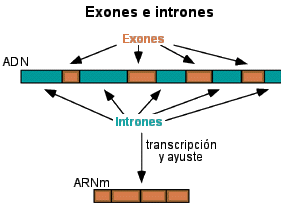 Exones e intrones
Exones
ADN
Intrones
transcripción
y ayuste
ARNm